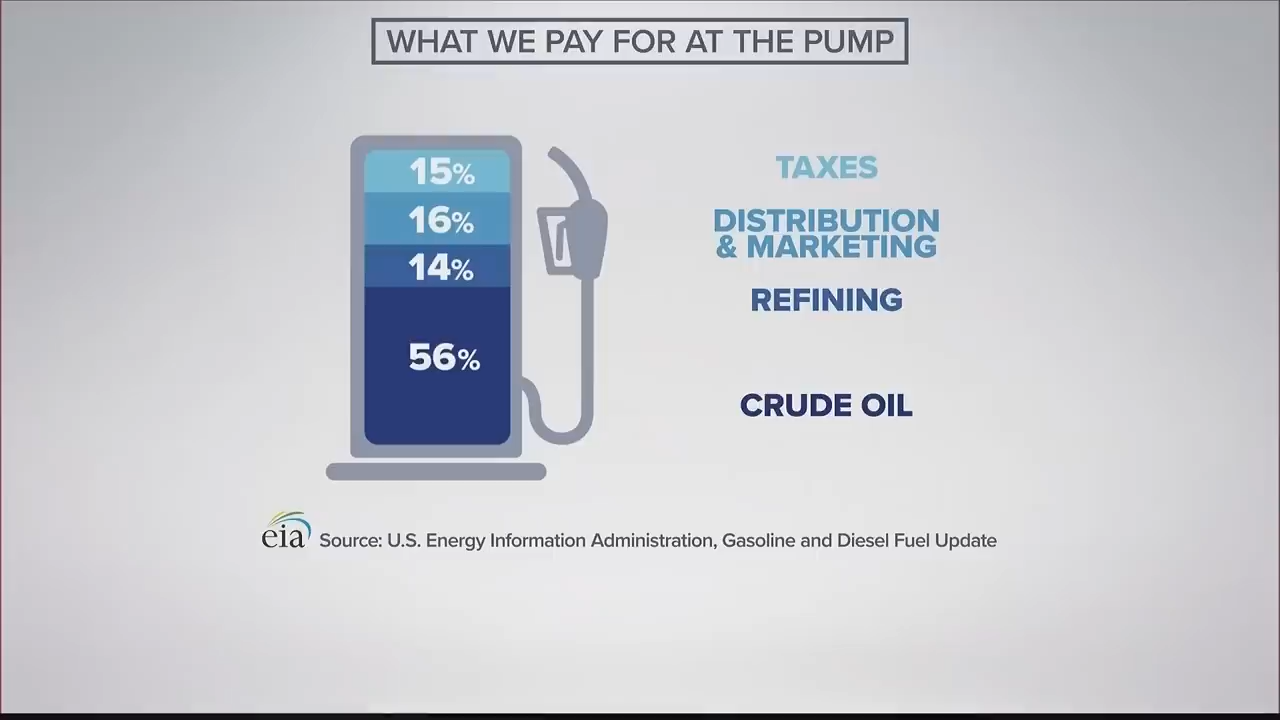 WHAT WE PAY FOR AT THE PUMP
15%
TAXES
16%
DISTRIBUTION
& MARKETING
14%
REFINING
56%
CRUDE OIL
eia Source: U.S. Energy Information Administration, Gasoline and Diesel Fuel Update